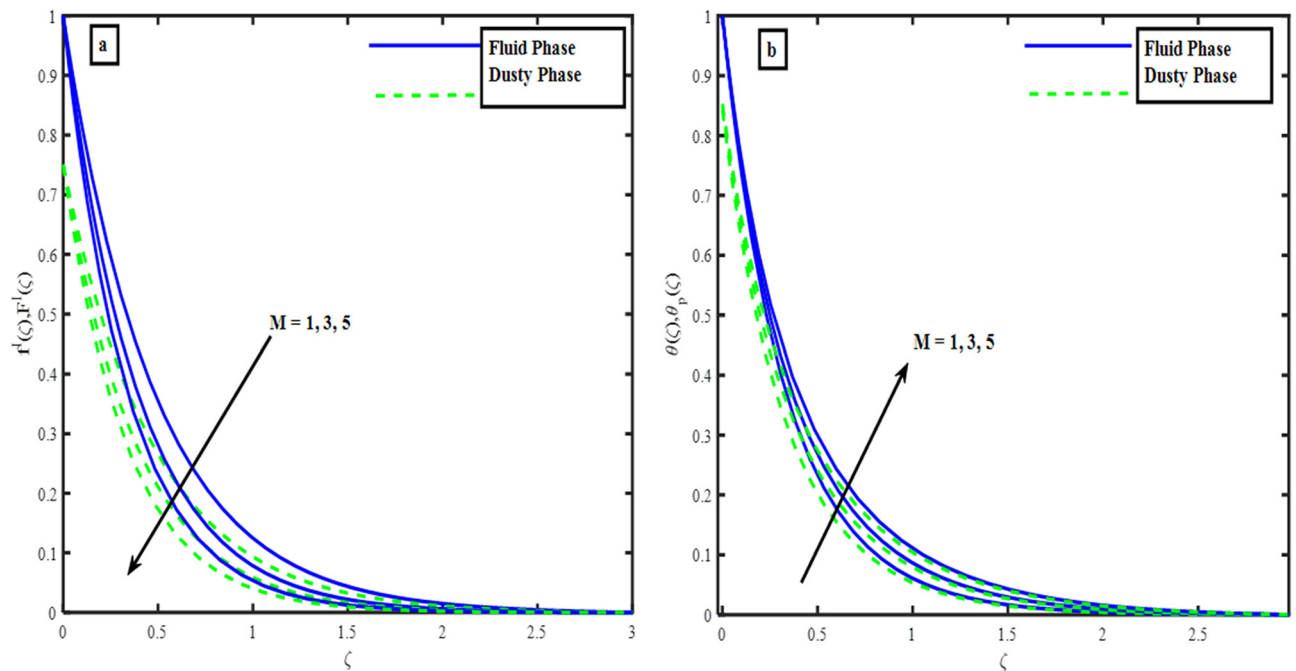 a
Fluid Phase
Dusty Phase
1
0.9
0.8
0.7
0.6
0.5
0.4
0.3
0.2
0.1
0
f^I(ζ),F^I(ζ)
M = 1, 3, 5
0
0.5
1
1.5
2
2.5
3
ζ
b
Fluid Phase
Dusty Phase
1
0.9
0.8
0.7
0.6
0.5
0.4
0.3
0.2
0.1
0
θ(ζ),θ_p(ζ)
M = 1, 3, 5
0
0.5
1
1.5
2
2.5
ζ